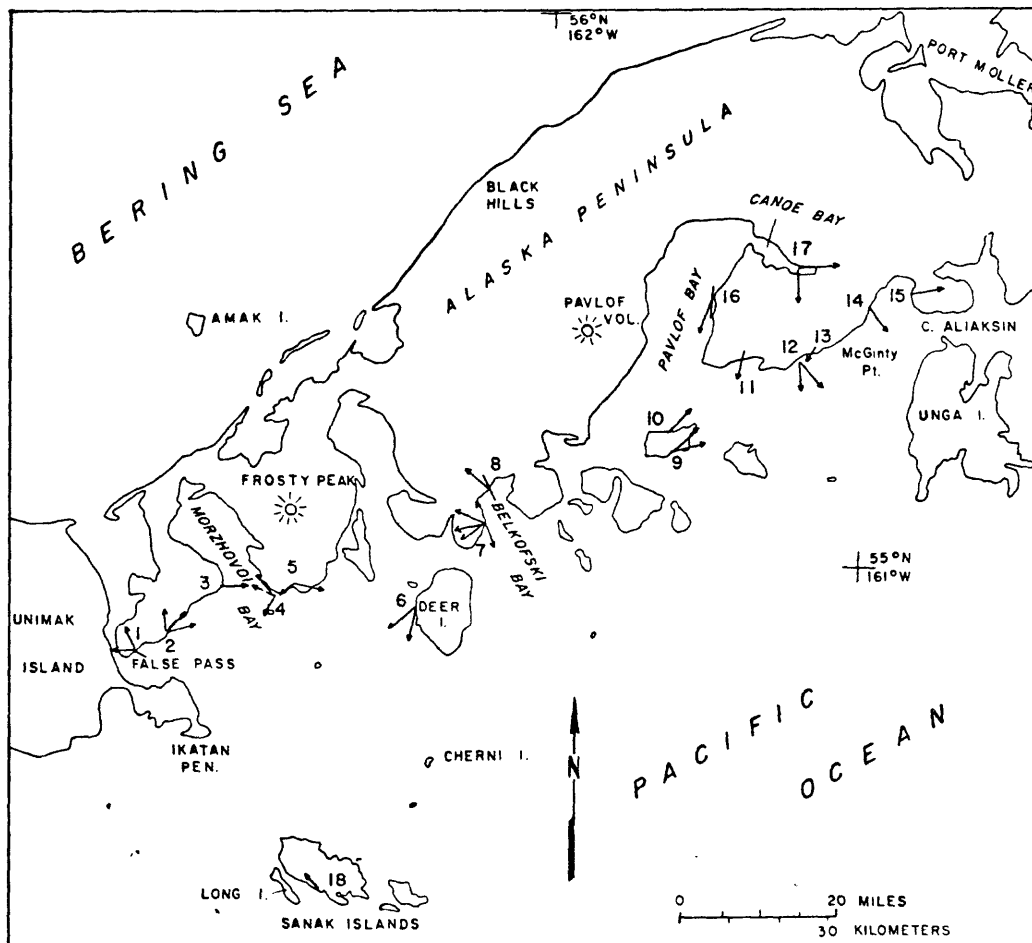 56°N
162°W
PORT MOLLER
BERING SEA
ALASKA PENINSULA
BLACK
HILLS
CANOE BAY
17
AMAK I.
PAVLOF
VOL.
PAVLOF BAY
16
14
15
C. ALIAKSIN
13
12
McGinty
Pt.
11
10
9
UNGA I.
FROSTY PEAK
8
BELKOFSKI
BAY
7
MORZHOVOI
BAY
3
5
4
6
DEER
I.
55°N
161°W
UNIMAK
ISLAND
1
2
FALSE PASS
IKATAN
PEN.
CHERNI I.
N
PACIFIC
OCEAN
18
LONG I.
SANAK ISLANDS
0 20 MILES
30 KILOMETERS